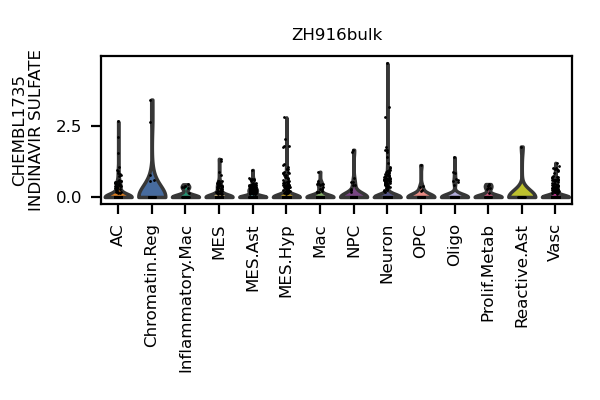 ZH916bulk
CHEMBL1735
INDINAVIR SULFATE
2.5
0.0
AC
Chromatin.Reg
Inflammatory.Mac
MES
MES.Ast
MES.Hyp
Mac
NPC
Neuron
OPC
Oligo
Prolif.Metab
Reactive.Ast
Vasc